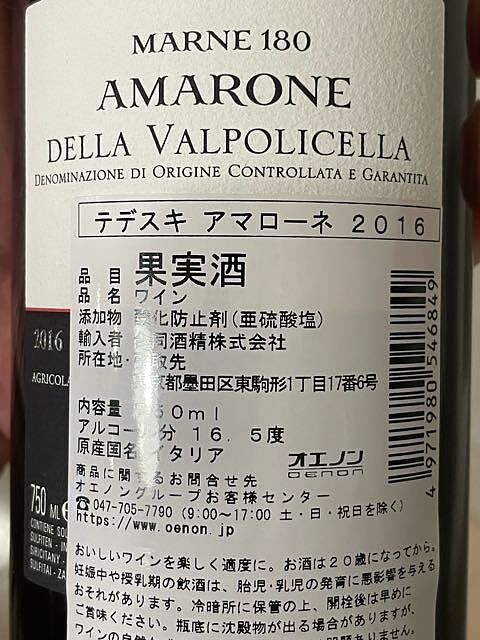 MARNE 180
AMARONE
DELLA VALPOLICELLA
DENOMINAZIONE DI ORIGINE CONTROLLATA E GARANTITA
テデスキ アマローネ 2016
品目 果実酒
品名 ワイン
添加物 酸化防止剤(亜硫酸塩)
輸入者 同酒精株式会社
所在地・引取先
京都墨田区東駒形1丁目17番6号
内容量 750ml
アルコール分 16.5度
原産国名 イタリア
オエノン
OENON
商品に関するお問合せ先
オエノングループお客様センター
☎047-705-7790 (9:00～17:00 土・日・祝日を除く)
https://www.oenon.jp
おいしいワインを楽しく適度に。お酒は20歳になってから。
妊娠中や授乳期の飲酒は、胎児・乳児の発育に悪影響を与える
おそれがあります。冷暗所に保管の上、開栓後は早めに
ご賞味ください。瓶底に沈殿物が出る場合がありますが、
4 971980 546849
2016
AGRICOLA
750 ML e
CONTIENE SO
SULFITEN - IN
SIRICITANY -
SULFITAI - ZA